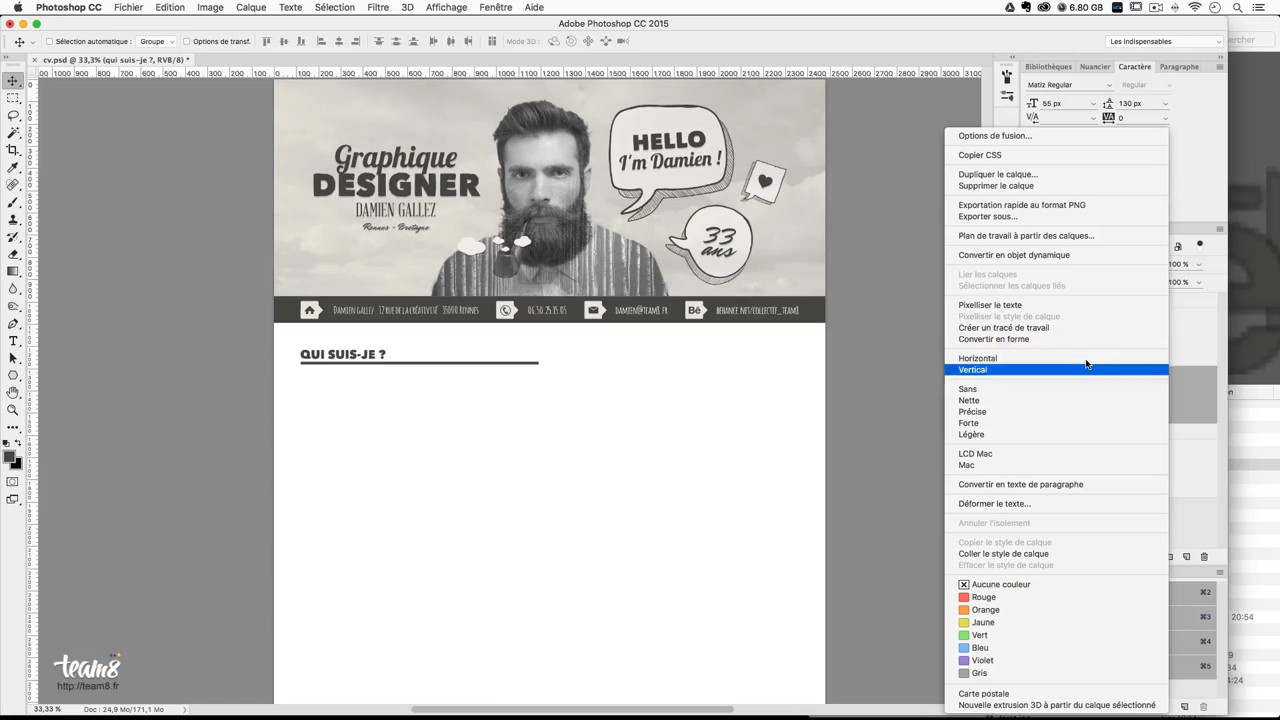 Photoshop CC Fichier Edition Image Calque Texte Sélection Filtre 3D Affichage Fenêtre Aide 6.80 GB
Adobe Photoshop CC 2015
Sélection automatique : Groupe Options de transf. Mode 3D : Les indispensables
cv.psd @ 33,3% (qui suis-je ?, RVB/8) *
Bibliothèques Nuancier Caractère Paragraphe
Matiz Regular Regular
55 px 130 px
0
HELLO
I'm Damien !
Graphique
DESIGNER
DAMIEN GALLEZ
Rennes - Bretagne
33
ans
DAMIEN GALLEZ 12 RUE DE LA CRÉATIVITÉ 35000 RENNES
06 50 25 15 05
DAMIEN@TEAM8.FR
Bē
BEHANCE.NET/COLLECTIF_TEAM8
QUI SUIS-JE ?
Options de fusion...
Copier CSS
Dupliquer le calque...
Supprimer le calque
Exportation rapide au format PNG
Exporter sous...
Plan de travail à partir des calques...
Convertir en objet dynamique
Lier les calques
Sélectionner les calques liés
Pixelliser le texte
Pixelliser le style de calque
Créer un tracé de travail
Convertir en forme
Horizontal
Vertical
Sans
Nette
Précise
Forte
Légère
LCD Mac
Mac
Convertir en texte de paragraphe
Déformer le texte...
Annuler l'isolement
Copier le style de calque
Coller le style de calque
Effacer le style de calque
Aucune couleur
Rouge
Orange
Jaune
Vert
Bleu
Violet
Gris
Carte postale
Nouvelle extrusion 3D à partir du calque sélectionné
100 %
100 %
⌘2
⌘3
⌘4
⌘5
20:54
team8
http://team8.fr
33,33 % Doc : 24,9 Mo/171,1 Mo